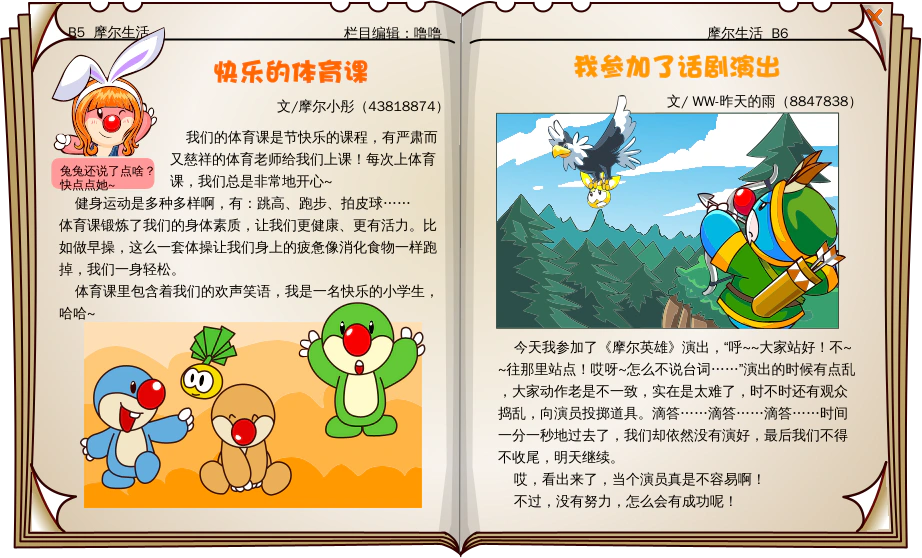 B5 摩尔生活
栏目编辑：噜噜
快乐的体育课
文/摩尔小彤（43818874）
我们的体育课是节快乐的课程，有严肃而
又慈祥的体育老师给我们上课！每次上体育
课，我们总是非常地开心~
兔兔还说了点啥？
快点点她~
健身运动是多种多样啊，有：跳高、跑步、拍皮球……
体育课锻炼了我们的身体素质，让我们更健康、更有活力。比
如做早操，这么一套体操让我们身上的疲惫像消化食物一样跑
掉，我们一身轻松。
体育课里包含着我们的欢声笑语，我是一名快乐的小学生，
哈哈~
摩尔生活 B6
我参加了话剧演出
文/ WW-昨天的雨（8847838）
今天我参加了《摩尔英雄》演出，“呼~~大家站好！不~
~往那里站点！哎呀~怎么不说台词……”演出的时候有点乱
，大家动作老是不一致，实在是太难了，时不时还有观众
捣乱，向演员投掷道具。滴答……滴答……滴答……时间
一分一秒地过去了，我们却依然没有演好，最后我们不得
不收尾，明天继续。
哎，看出来了，当个演员真是不容易啊！
不过，没有努力，怎么会有成功呢！